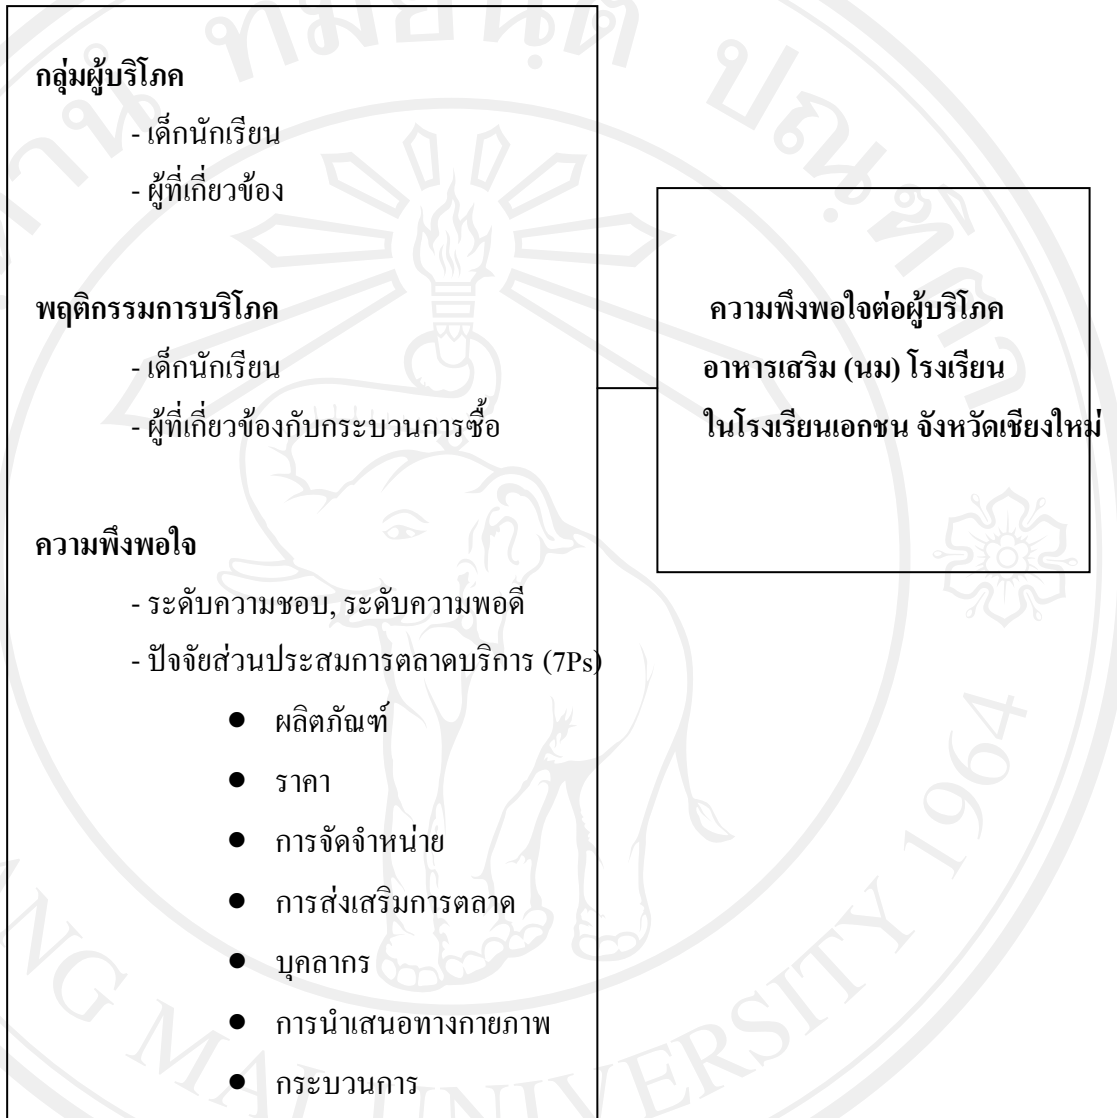 กลุ่มผู้บริโภค
- เด็กนักเรียน
- ผู้ที่เกี่ยวข้อง
พฤติกรรมการบริโภค
- เด็กนักเรียน
- ผู้ที่เกี่ยวข้องกับกระบวนการซื้อ
ความพึงพอใจ
- ระดับความชอบ, ระดับความพอดี
- ปัจจัยส่วนประสมการตลาดบริการ (7Ps)
● ผลิตภัณฑ์
● ราคา
● การจัดจำหน่าย
● การส่งเสริมการตลาด
● บุคลากร
● การนำเสนอทางกายภาพ
● กระบวนการ
ความพึงพอใจต่อผู้บริโภค
อาหารเสริม (นม) โรงเรียน
ในโรงเรียนเอกชน จังหวัดเชียงใหม่
ANG MAI UNIVERSITY 1964